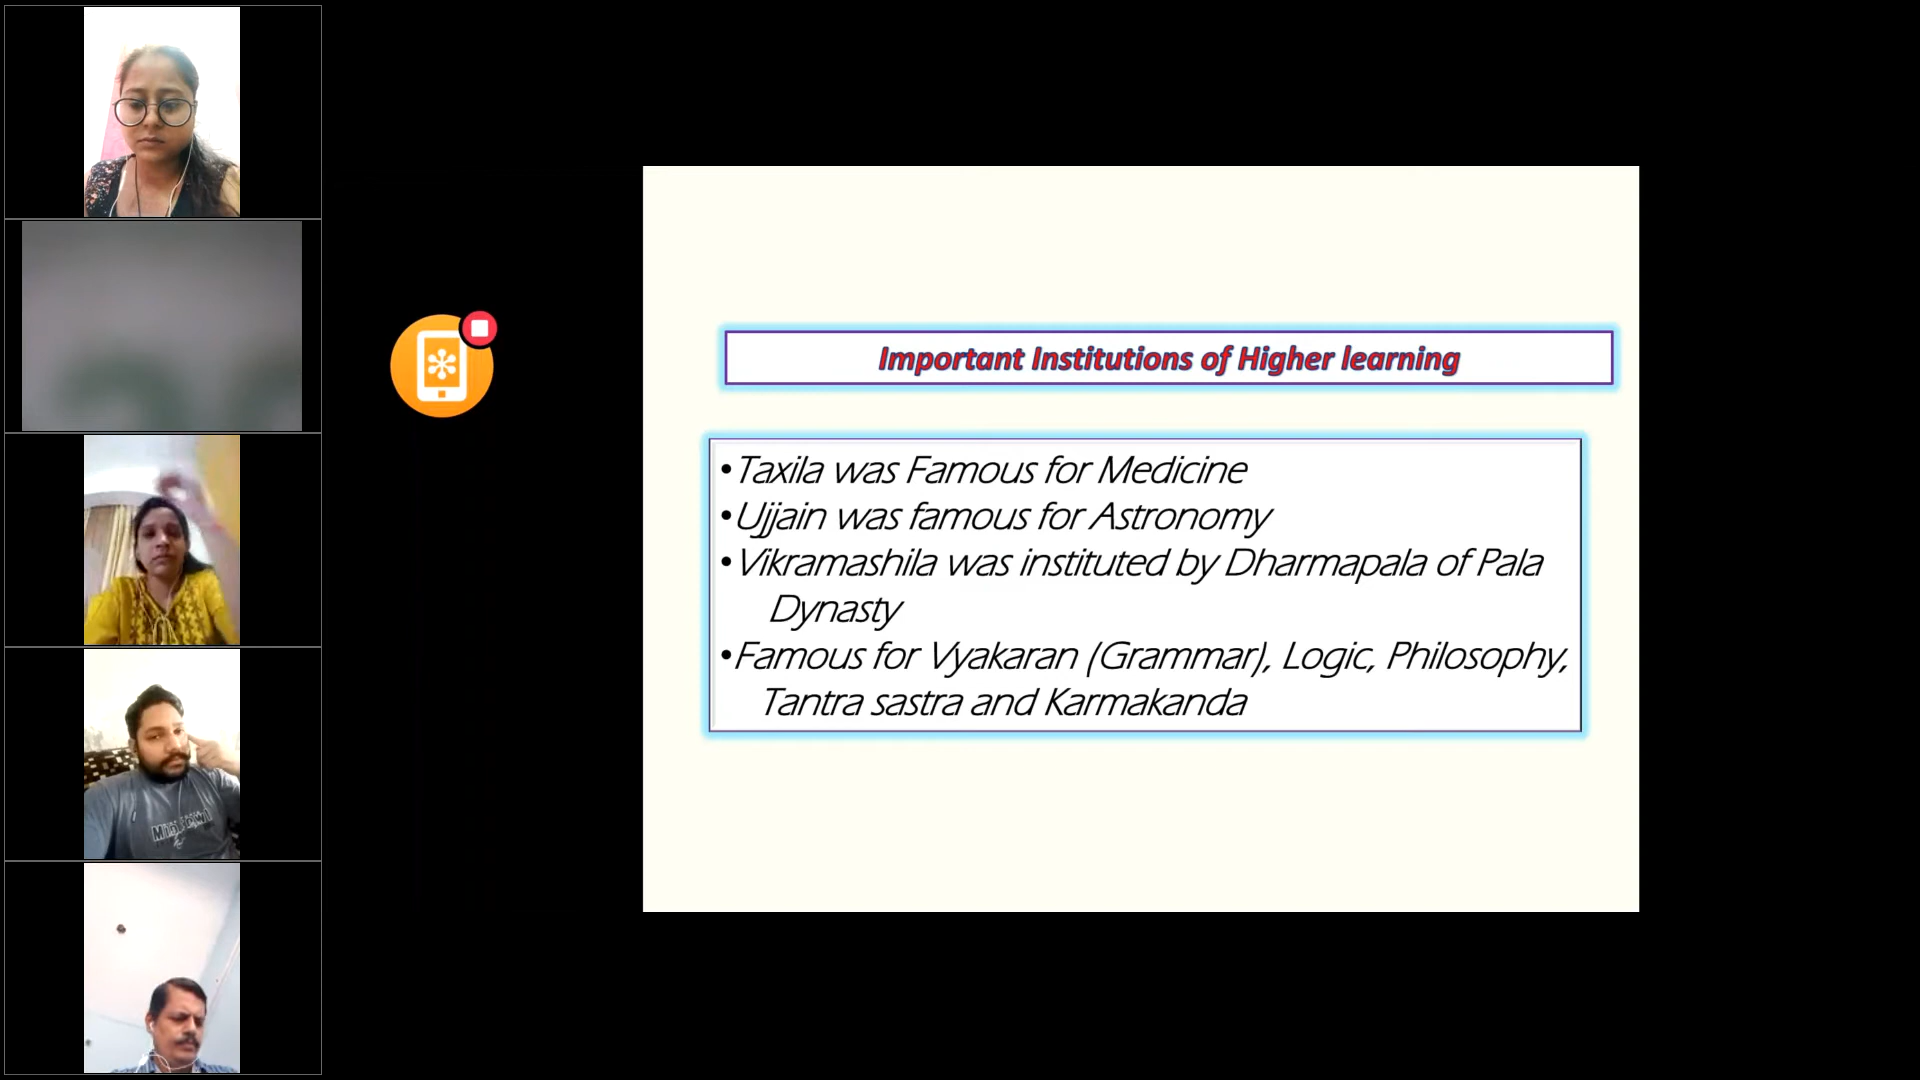 Important Institutions of Higher learning
•Taxila was Famous for Medicine
•Ujjain was famous for Astronomy
•Vikramashila was instituted by Dharmapala of Pala
Dynasty
•Famous for Vyakaran (Grammar), Logic, Philosophy,
Tantra sastra and Karmakanda